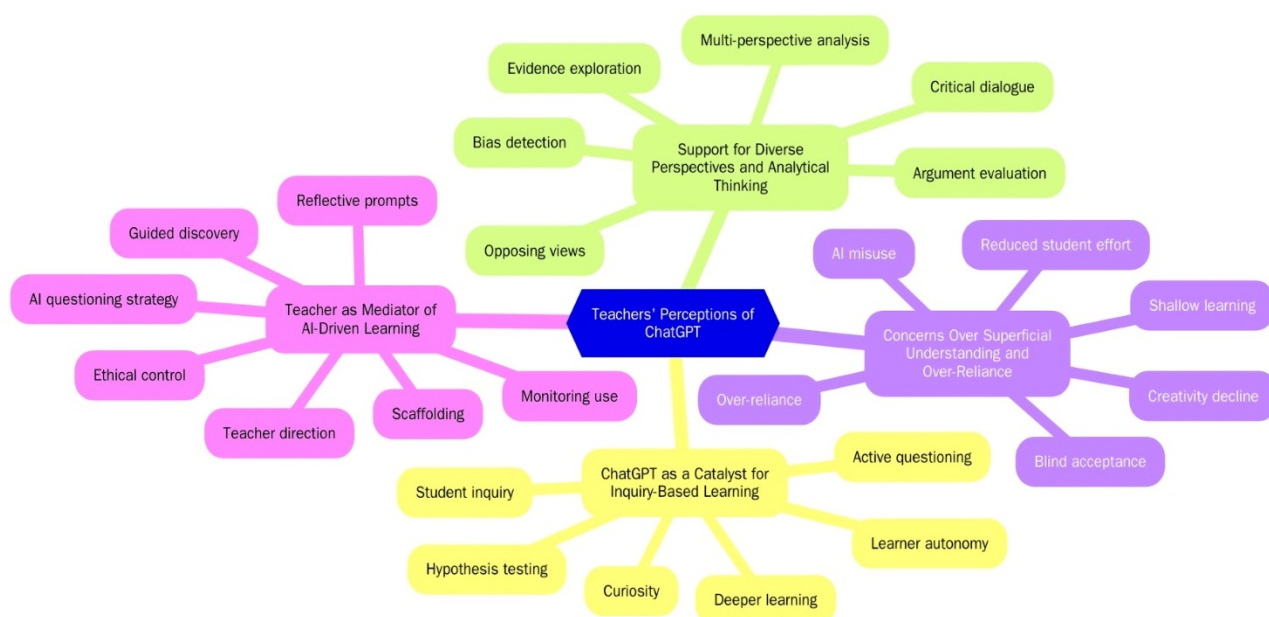 Multi-perspective analysis
Evidence exploration
Critical dialogue
Bias detection
Support for Diverse
Perspectives and Analytical
Thinking
Argument evaluation
Opposing views
Reflective prompts
Guided discovery
AI questioning strategy
Teacher as Mediator of
AI-Driven Learning
Ethical control
Teacher direction
Scaffolding
Monitoring use
Teachers' Perceptions of
ChatGPT
AI misuse
Reduced student effort
Shallow learning
Concerns Over Superficial
Understanding and
Over-Reliance
Over-reliance
Creativity decline
Blind acceptance
Active questioning
ChatGPT as a Catalyst for
Inquiry-Based Learning
Student inquiry
Learner autonomy
Hypothesis testing
Curiosity
Deeper learning